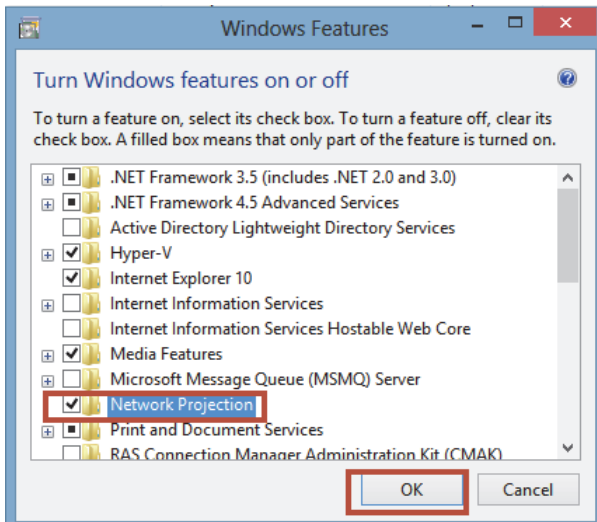 Windows Features
Turn Windows features on or off
To turn a feature on, select its check box. To turn a feature off, clear its
check box. A filled box means that only part of the feature is turned on.
.NET Framework 3.5 (includes .NET 2.0 and 3.0)
.NET Framework 4.5 Advanced Services
Active Directory Lightweight Directory Services
Hyper-V
Internet Explorer 10
Internet Information Services
Internet Information Services Hostable Web Core
Media Features
Microsoft Message Queue (MSMQ) Server
Network Projection
Print and Document Services
RAS Connection Manager Administration Kit (CMAK)
OK Cancel